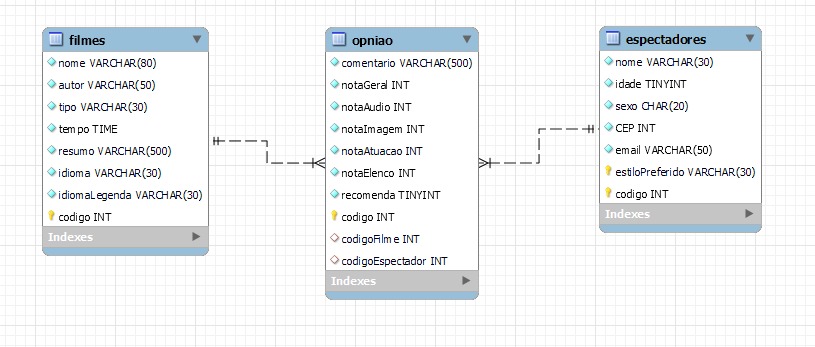 filmes
nome VARCHAR(80)
autor VARCHAR(50)
tipo VARCHAR(30)
tempo TIME
resumo VARCHAR(500)
idioma VARCHAR(30)
idiomaLegenda VARCHAR(30)
codigo INT
Indexes
opniao
comentario VARCHAR(500)
notaGeral INT
notaAudio INT
notaImagem INT
notaAtuacao INT
notaElenco INT
recomenda TINYINT
codigo INT
codigoFilme INT
codigoEspectador INT
Indexes
espectadores
nome VARCHAR(30)
idade TINYINT
sexo CHAR(20)
CEP INT
email VARCHAR(50)
estiloPreferido VARCHAR(30)
codigo INT
Indexes